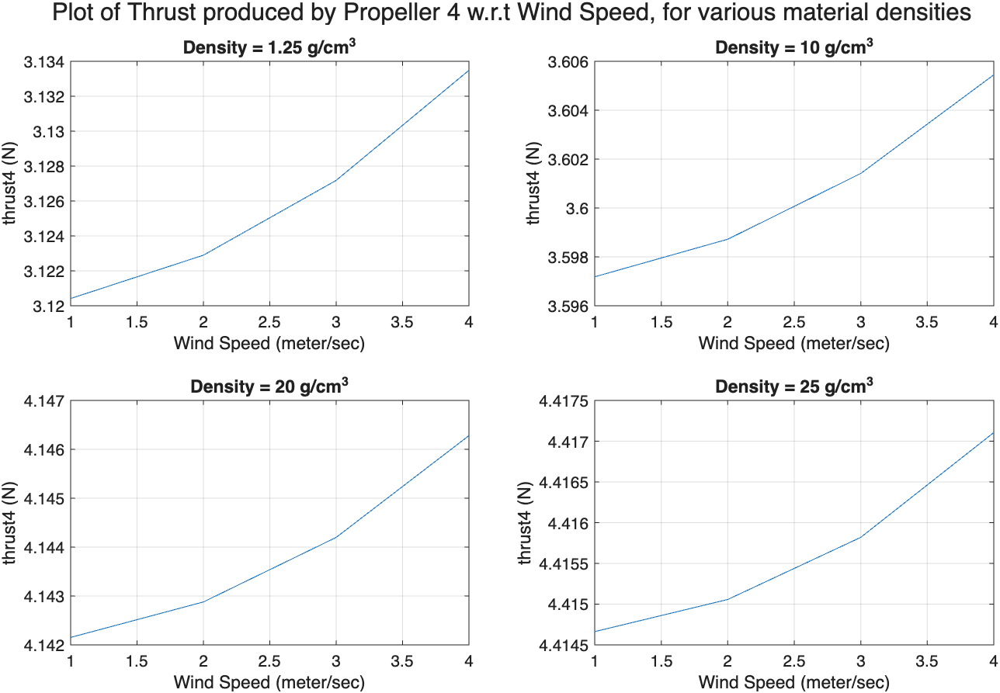 Plot of Thrust produced by Propeller 4 w.r.t Wind Speed, for various material densities
Density = 1.25 g/cm³
3.134
3.132
3.13
3.128
3.126
3.124
3.122
3.12
thrust4 (N)
1 1.5 2 2.5 3 3.5 4
Wind Speed (meter/sec)
Density = 10 g/cm³
3.606
3.604
3.602
3.6
3.598
3.596
thrust4 (N)
1 1.5 2 2.5 3 3.5 4
Wind Speed (meter/sec)
Density = 20 g/cm³
4.147
4.146
4.145
4.144
4.143
4.142
thrust4 (N)
1 1.5 2 2.5 3 3.5 4
Wind Speed (meter/sec)
Density = 25 g/cm³
4.4175
4.417
4.4165
4.416
4.4155
4.415
4.4145
thrust4 (N)
1 1.5 2 2.5 3 3.5 4
Wind Speed (meter/sec)